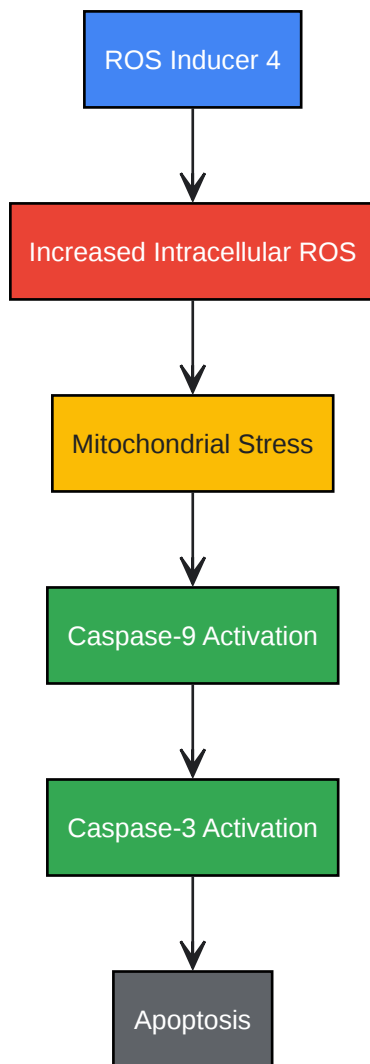 ROS Inducer 4
Increased Intracellular ROS
Mitochondrial Stress
Caspase-9 Activation
Caspase-3 Activation
Apoptosis